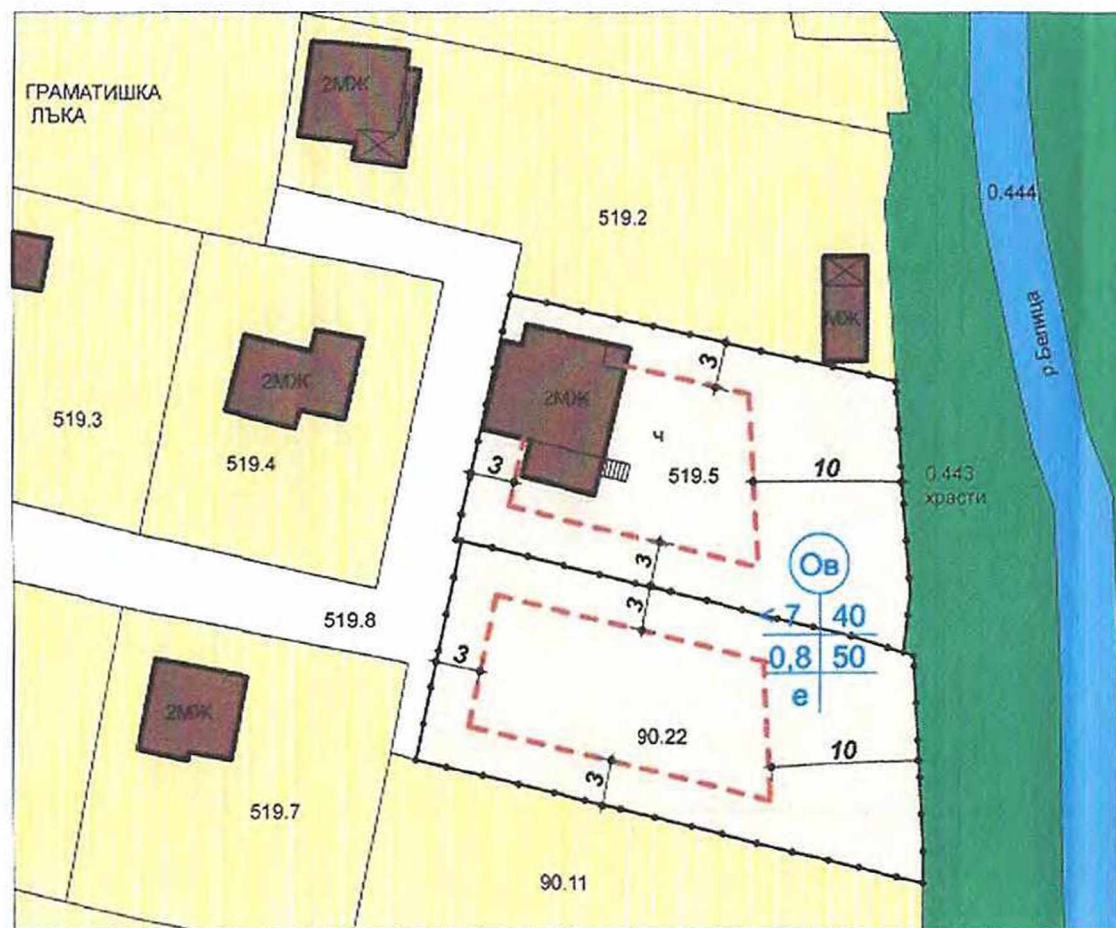 ГРАМАТИШКА
ЛЪКА
2МЖ
519.2
0.444
р.Белица
МЖ
519.3
2МЖ
519.4
3
2МЖ
ч
519.5
3
10
0.443
храсти
3
3
Ов
< 7 40
0,8 50
е
519.8
3
90.22
10
3
2МЖ
519.7
90.11